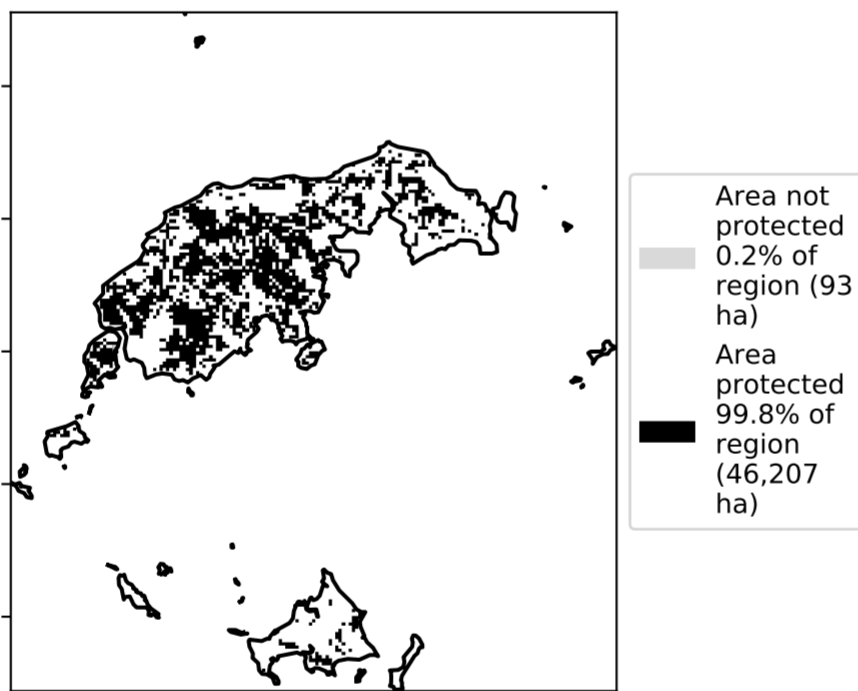 Area not
protected
0.2% of
region (93
ha)
Area
protected
99.8% of
region
(46,207
ha)